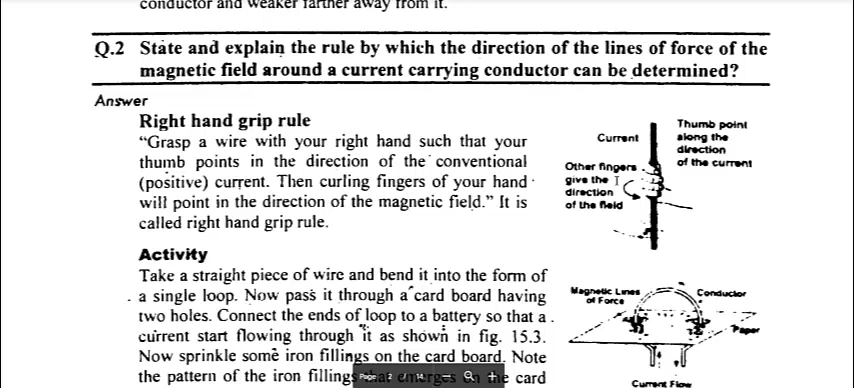 conductor and weaker farther away from it.
Q.2 State and explain the rule by which the direction of the lines of force of the
magnetic field around a current carrying conductor can be determined?
Answer
Right hand grip rule
“Grasp a wire with your right hand such that your
thumb points in the direction of the conventional
(positive) current. Then curling fingers of your hand
will point in the direction of the magnetic field.” It is
called right hand grip rule.
Current
Thumb point
along the
direction
of the current
Other fingers
give the
direction
of the field
Activity
Take a straight piece of wire and bend it into the form of
a single loop. Now pass it through a card board having
two holes. Connect the ends of loop to a battery so that a
current start flowing through it as shown in fig. 15.3.
Now sprinkle some iron fillings on the card board. Note
the pattern of the iron fillings that emerges on the card
Page
Magnetic Lines
of Force
Conductor
Paper
Current Flow